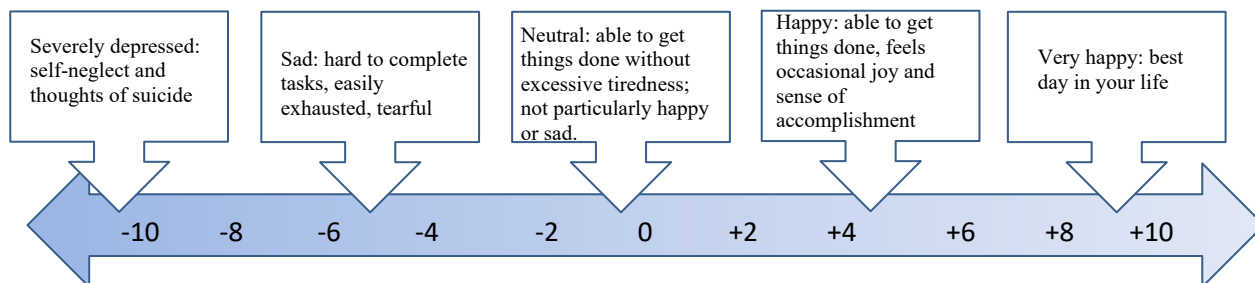 Severely depressed:
self-neglect and
thoughts of suicide
Sad: hard to complete
tasks, easily
exhausted, tearful
Neutral: able to get
things done without
excessive tiredness;
not particularly happy
or sad.
Happy: able to get
things done, feels
occasional joy and
sense of
accomplishment
Very happy: best
day in your life
-10 -8 -6 -4 -2 0 +2 +4 +6 +8 +10